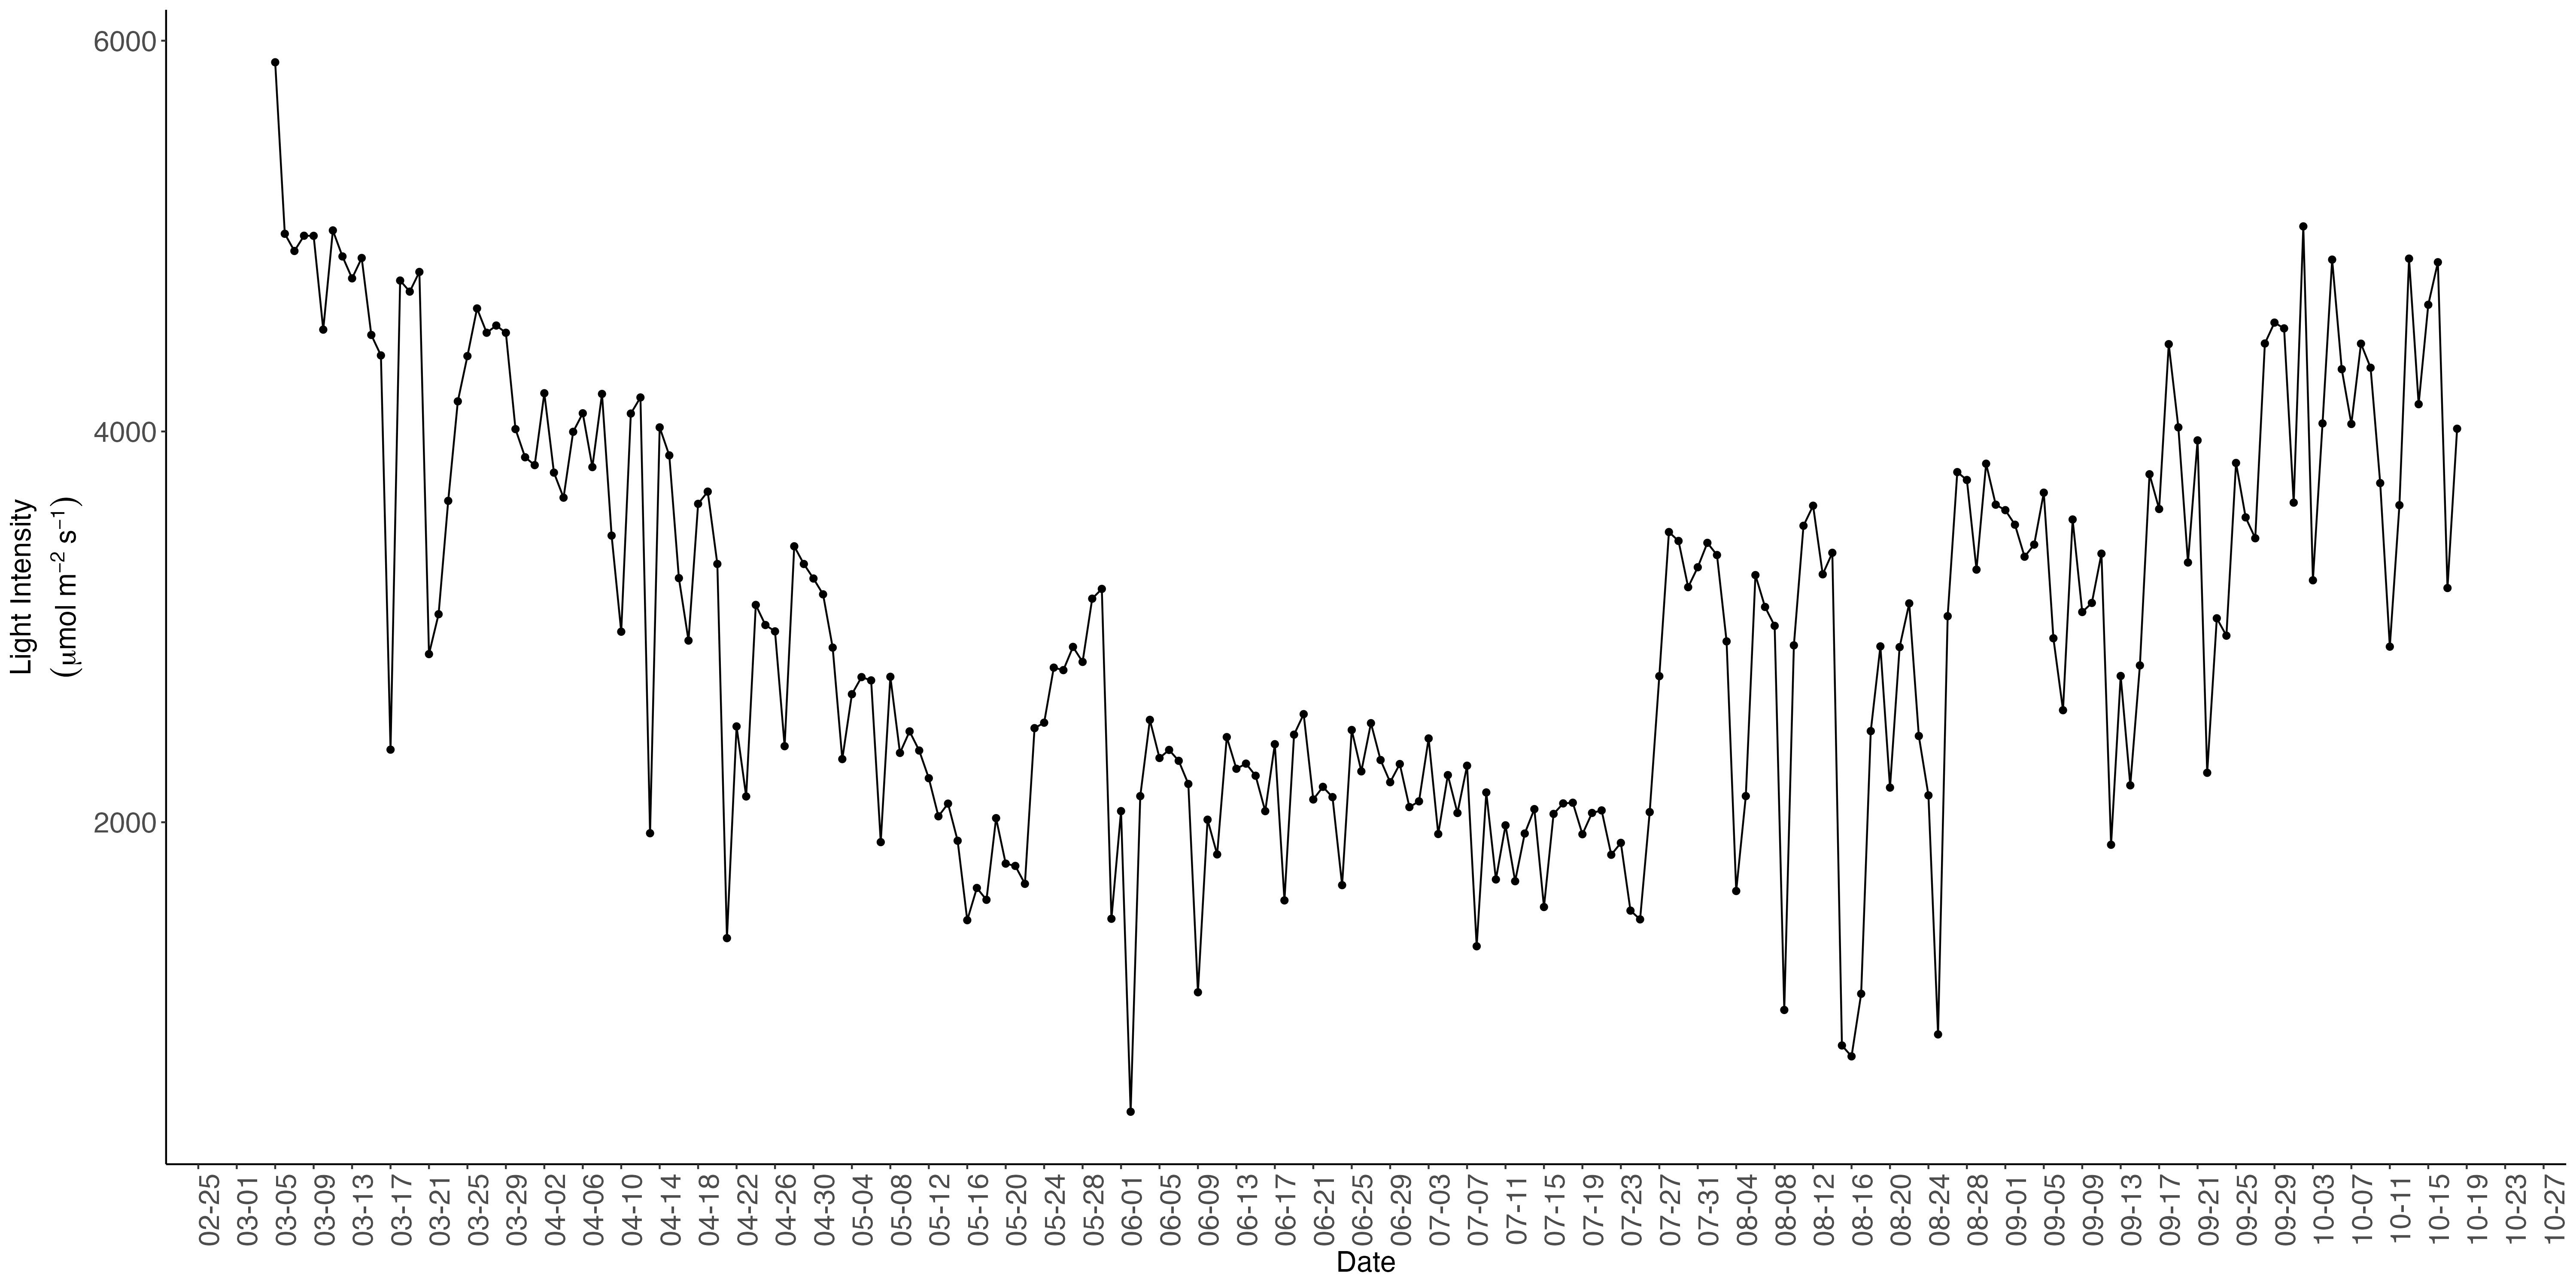 6000
4000
2000
Light Intensity
(μmol m⁻² s⁻¹)
02-25 03-01 03-05 03-09 03-13 03-17 03-21 03-25 03-29 04-02 04-06 04-10 04-14 04-18 04-22 04-26 04-30 05-04 05-08 05-12 05-16 05-20 05-24 05-28 06-01 06-05 06-09 06-13 06-17 06-21 06-25 06-29 07-03 07-07 07-11 07-15 07-19 07-23 07-27 07-31 08-04 08-08 08-12 08-16 08-20 08-24 08-28 09-01 09-05 09-09 09-13 09-17 09-21 09-25 09-29 10-03 10-07 10-11 10-15 10-19 10-23 10-27
Date